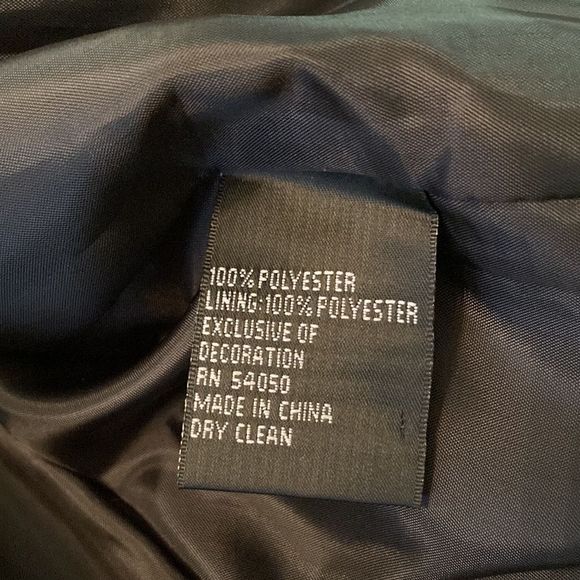 100% POLYESTER
LINING:100% POLYESTER
EXCLUSIVE OF
DECORATION
RN 54050
MADE IN CHINA
DRY CLEAN